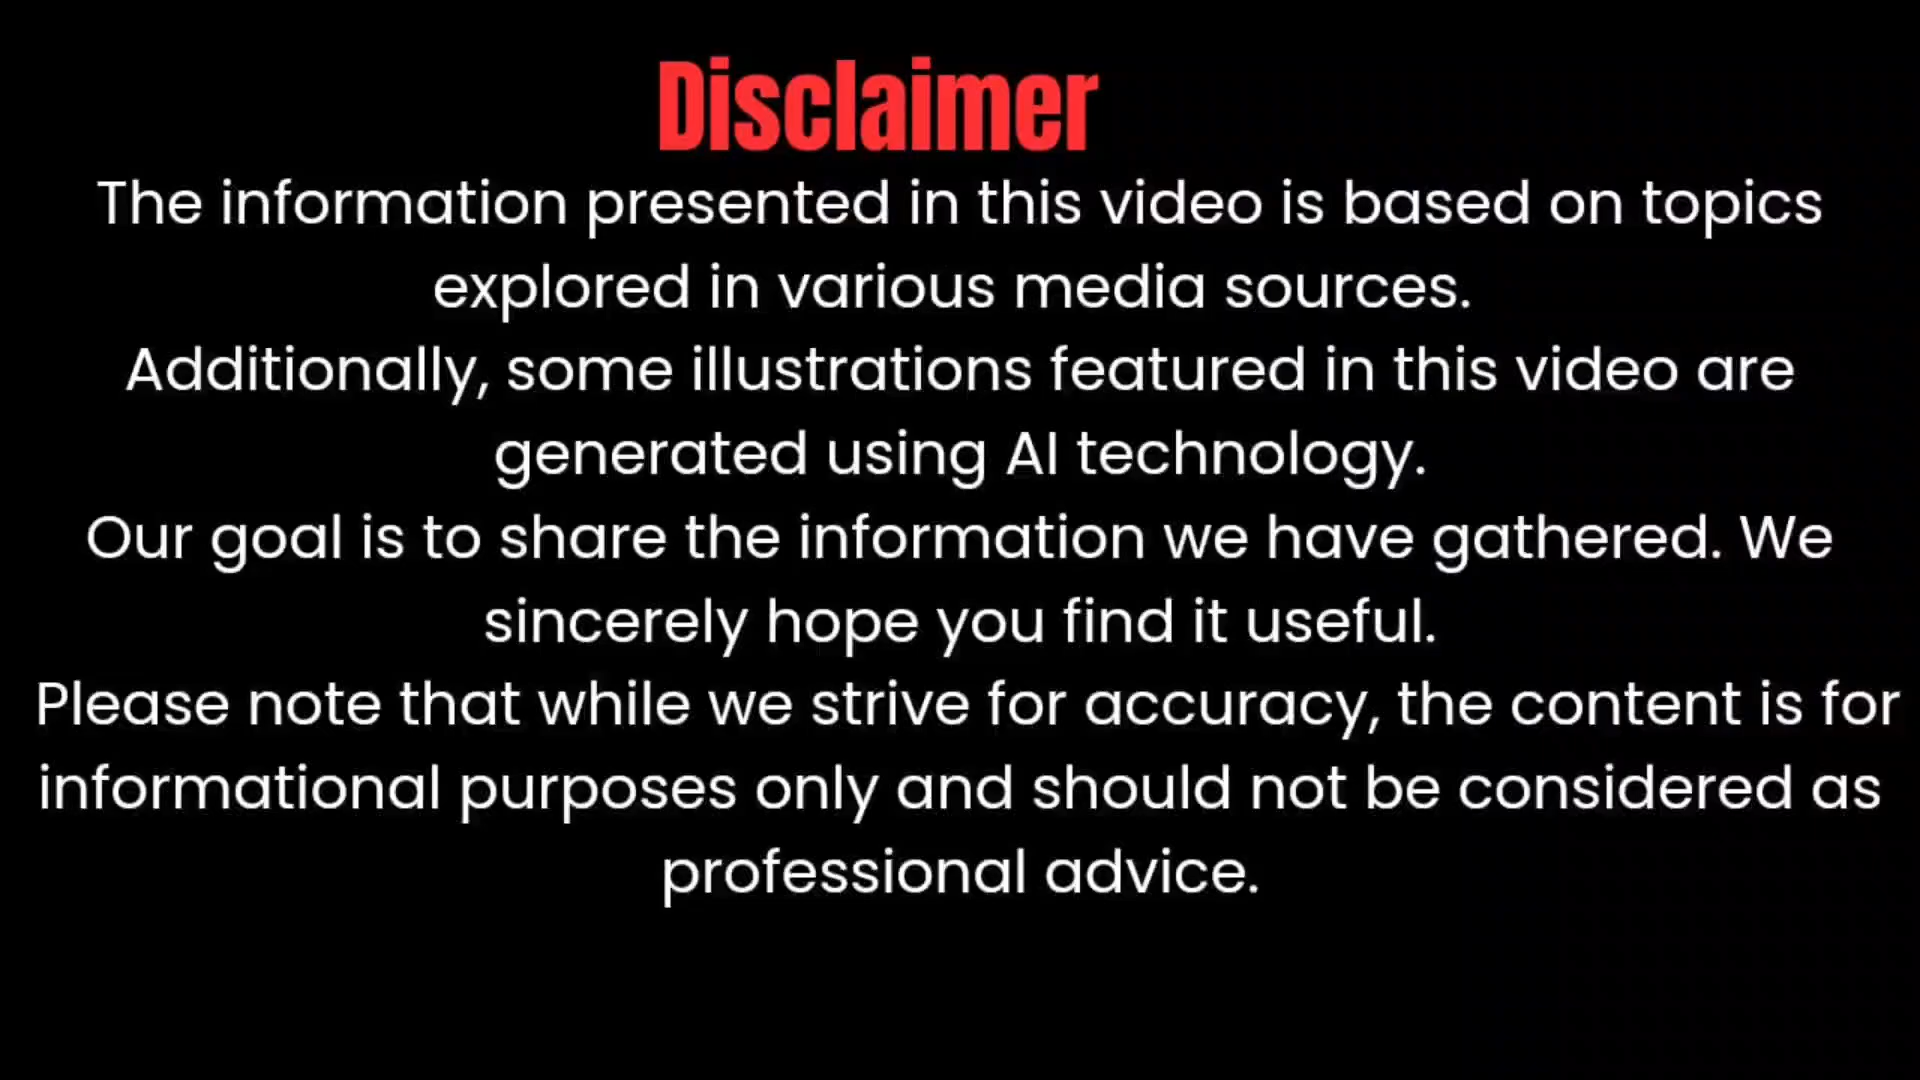 Disclaimer
The information presented in this video is based on topics
explored in various media sources.
Additionally, some illustrations featured in this video are
generated using AI technology.
Our goal is to share the information we have gathered. We
sincerely hope you find it useful.
Please note that while we strive for accuracy, the content is for
informational purposes only and should not be considered as
professional advice.